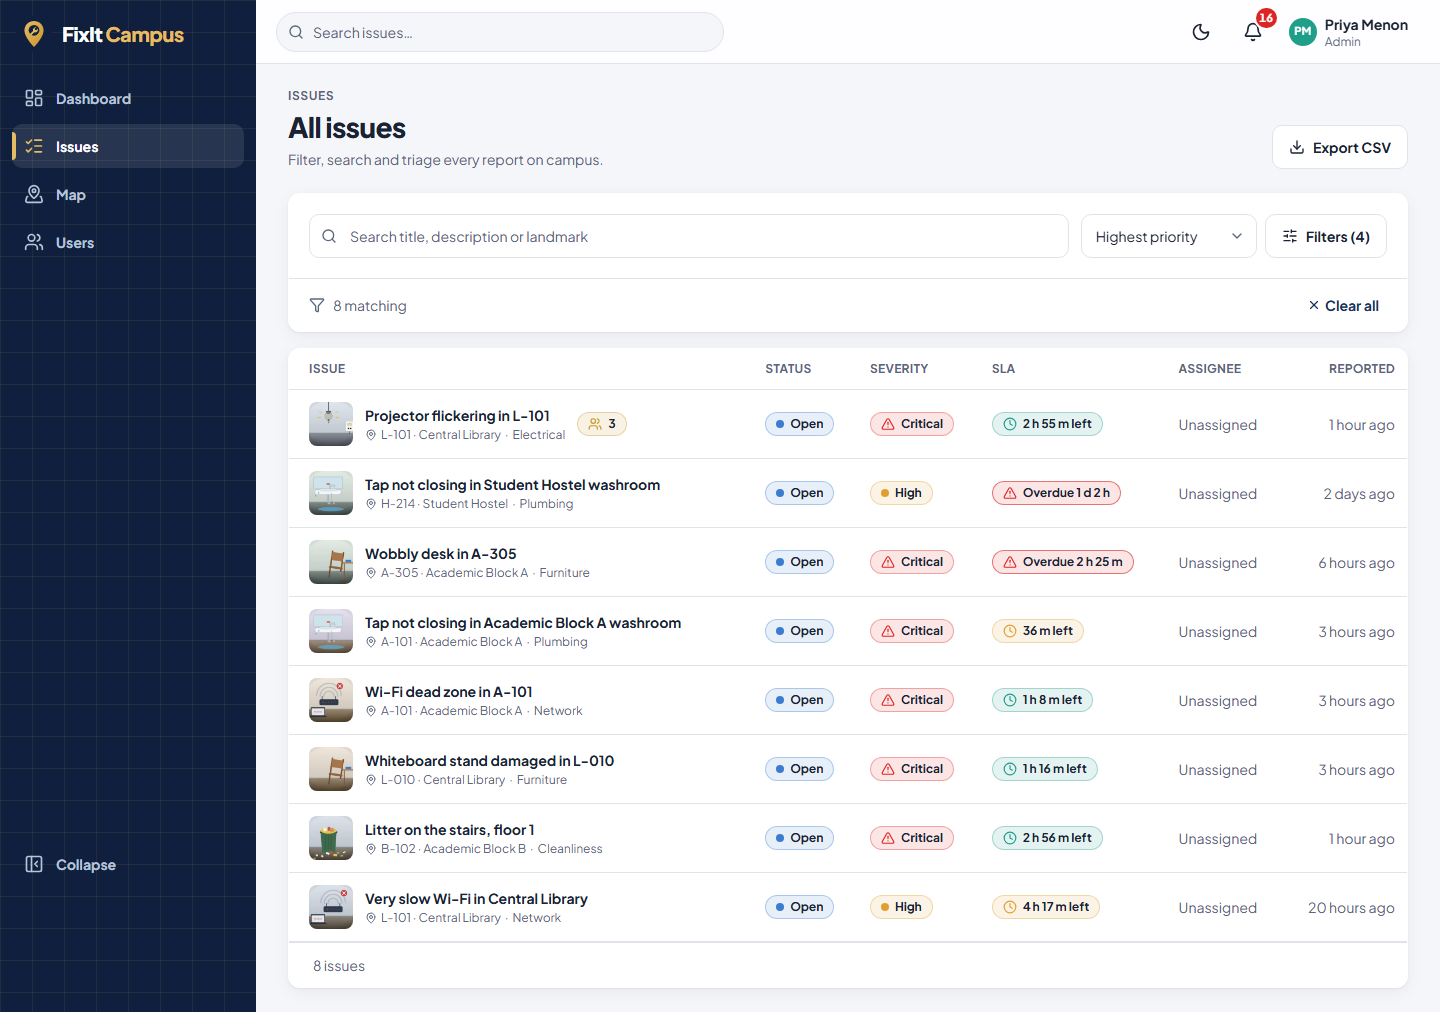 FixIt Campus
Search issues...
16
PM
Priya Menon
Admin
Dashboard
Issues
Map
Users
Collapse
ISSUES
All issues
Filter, search and triage every report on campus.
Export CSV
Search title, description or landmark
Highest priority
Filters (4)
8 matching
Clear all
ISSUE STATUS SEVERITY SLA ASSIGNEE REPORTED
Projector flickering in L-101 3 Open Critical 2 h 55 m left Unassigned 1 hour ago
L-101 · Central Library · Electrical
Tap not closing in Student Hostel washroom Open High Overdue 1 d 2 h Unassigned 2 days ago
H-214 · Student Hostel · Plumbing
Wobbly desk in A-305 Open Critical Overdue 2 h 25 m Unassigned 6 hours ago
A-305 · Academic Block A · Furniture
Tap not closing in Academic Block A washroom Open Critical 36 m left Unassigned 3 hours ago
A-101 · Academic Block A · Plumbing
Wi-Fi dead zone in A-101 Open Critical 1 h 8 m left Unassigned 3 hours ago
A-101 · Academic Block A · Network
Whiteboard stand damaged in L-010 Open Critical 1 h 16 m left Unassigned 3 hours ago
L-010 · Central Library · Furniture
Litter on the stairs, floor 1 Open Critical 2 h 56 m left Unassigned 1 hour ago
B-102 · Academic Block B · Cleanliness
Very slow Wi-Fi in Central Library Open High 4 h 17 m left Unassigned 20 hours ago
L-101 · Central Library · Network
8 issues